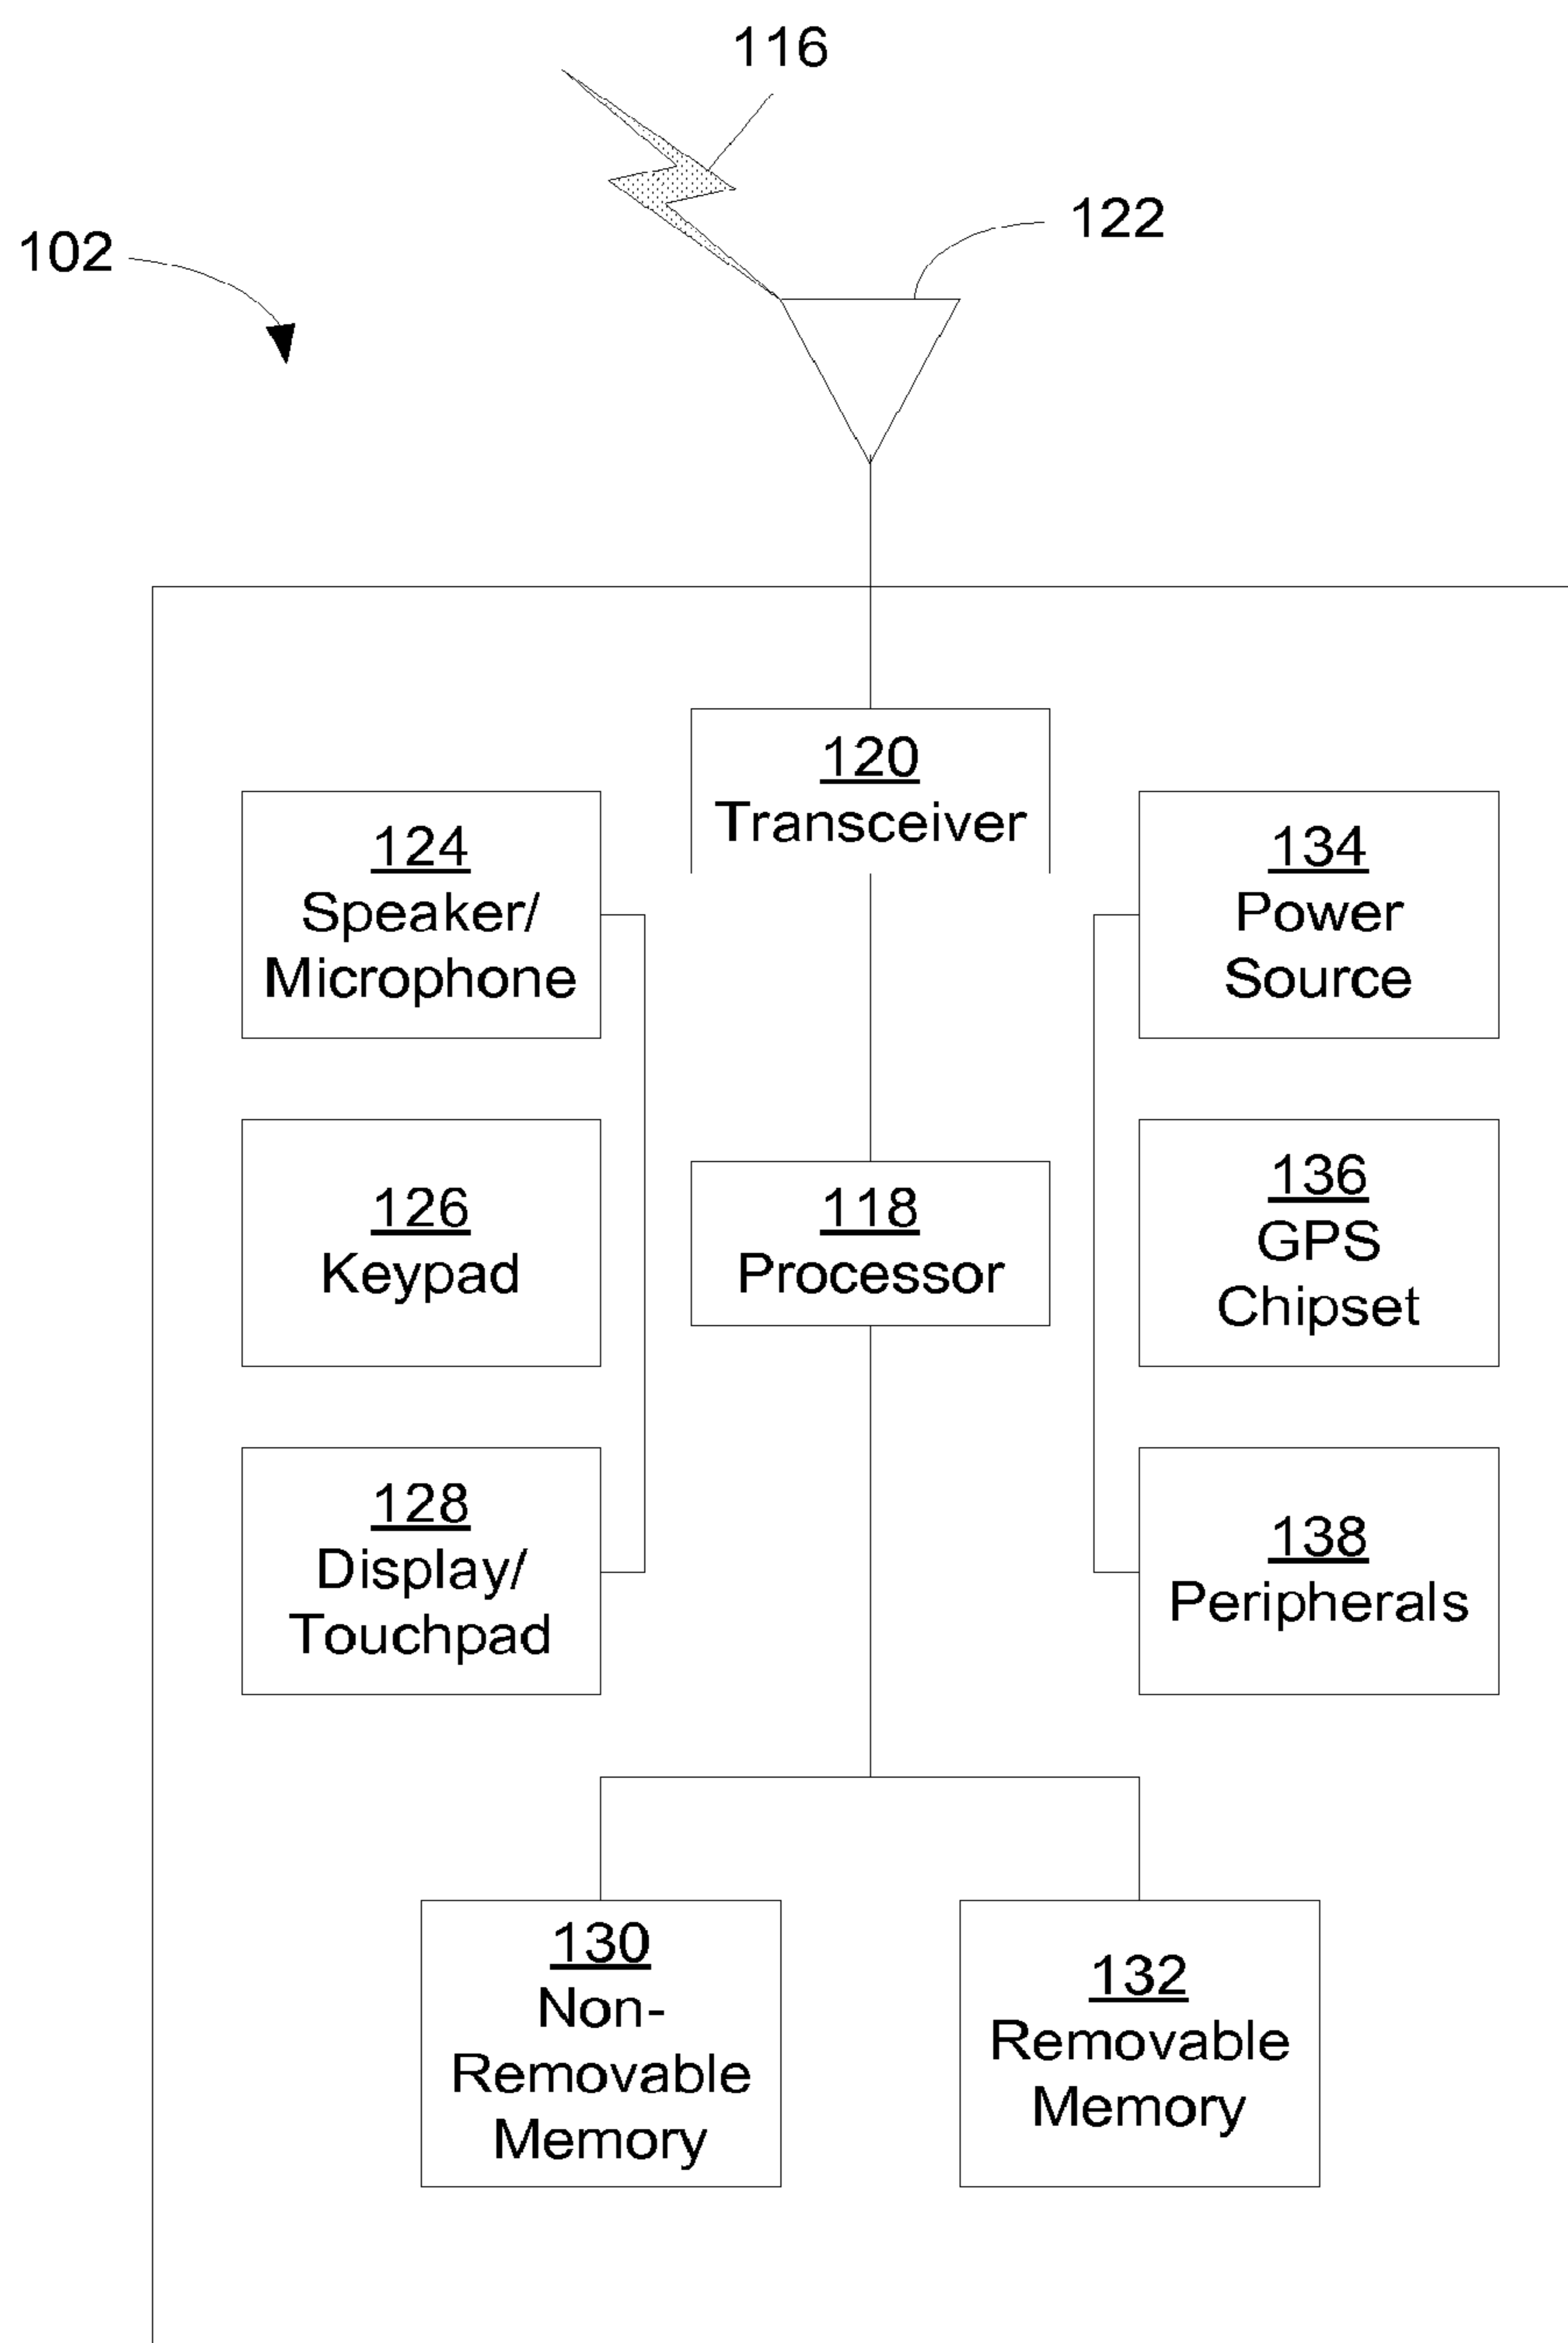 116
122
102
120
Transceiver
124
Speaker/
Microphone
134
Power
Source
126
Keypad
118
Processor
136
GPS
Chipset
128
Display/
Touchpad
138
Peripherals
130
Non-
Removable
Memory
132
Removable
Memory